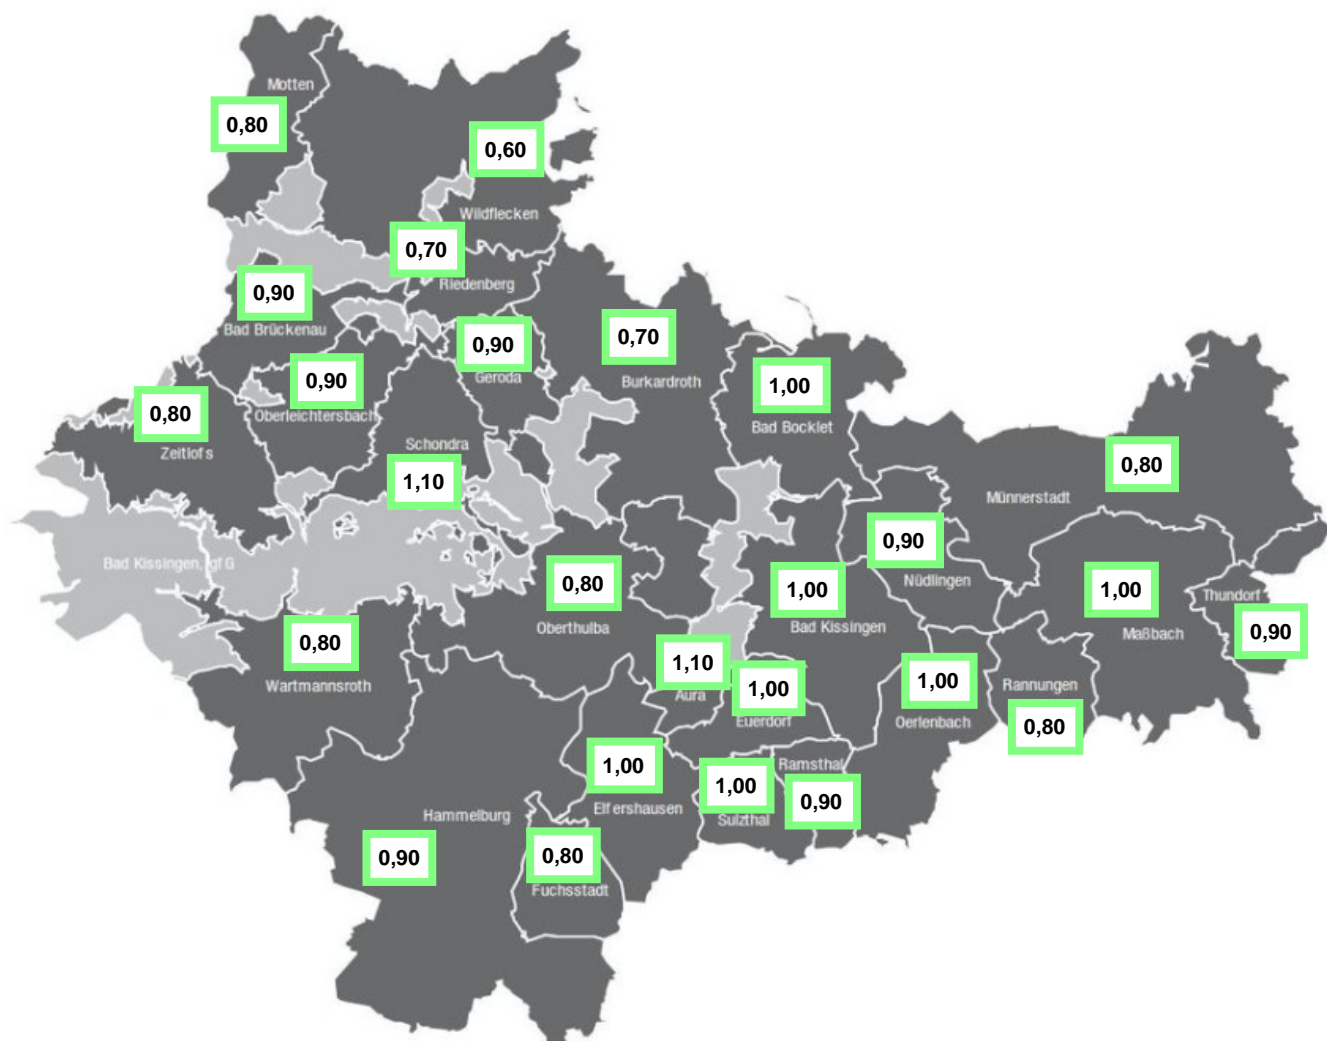 Motten
0,80
0,60
Wildflecken
0,70
Riedenberg
0,90
Bad Brückenau
0,90
Geroda
0,70
Burkardroth
1,00
Bad Bocklet
0,90
Oberleichtersbach
0,80
Zeitlofs
Schondra
1,10
0,80
Münnerstadt
0,90
Nüdlingen
Bad Kissingen, gfG
0,80
Oberthulba
1,00
Bad Kissingen
1,00
Maßbach
Thundorf
0,90
0,80
Wartmannsroth
1,10
Aura
1,00
Euerdorf
1,00
Oerlenbach
Rannungen
0,80
1,00
Elfershausen
1,00
Sulzthal
Ramsthal
0,90
Hammelburg
0,90
0,80
Fuchsstadt